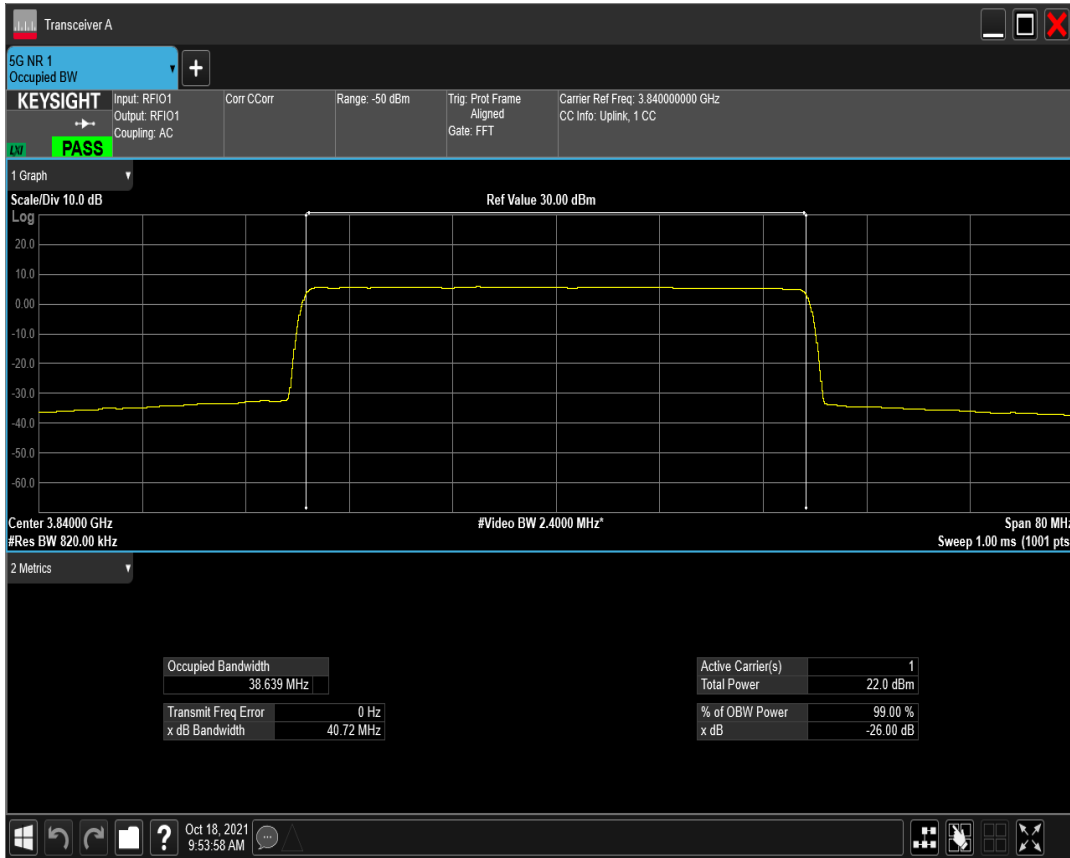 Transceiver A
5G NR 1
Occupied BW
KEYSIGHT
LXI
PASS
Input: RFIO1
Output: RFIO1
Coupling: AC
Corr CCorr
Range: -50 dBm
Trig: Prot Frame
Aligned
Gate: FFT
Carrier Ref Freq: 3.840000000 GHz
CC Info: Uplink, 1 CC
1 Graph
Scale/Div 10.0 dB
Ref Value 30.00 dBm
Log
20.0
10.0
0.00
-10.0
-20.0
-30.0
-40.0
-50.0
-60.0
Center 3.84000 GHz
#Video BW 2.4000 MHz*
Span 80 MHz
#Res BW 820.00 kHz
Sweep 1.00 ms (1001 pts
2 Metrics
Occupied Bandwidth
38.639 MHz
Transmit Freq Error 0 Hz
x dB Bandwidth 40.72 MHz
Active Carrier(s) 1
Total Power 22.0 dBm
% of OBW Power 99.00 %
x dB -26.00 dB
?
Oct 18, 2021
9:53:58 AM